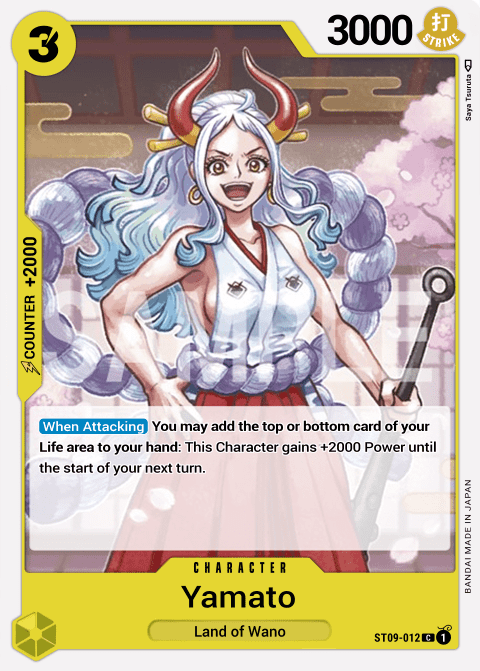 3
3000
打
STRIKE
Saya Tsuruta
COUNTER +2000
SAMPLE
When Attacking You may add the top or bottom card of your
Life area to your hand: This Character gains +2000 Power until
the start of your next turn.
BANDAI MADE IN JAPAN
CHARACTER
Yamato
Land of Wano
ST09-012 C 1